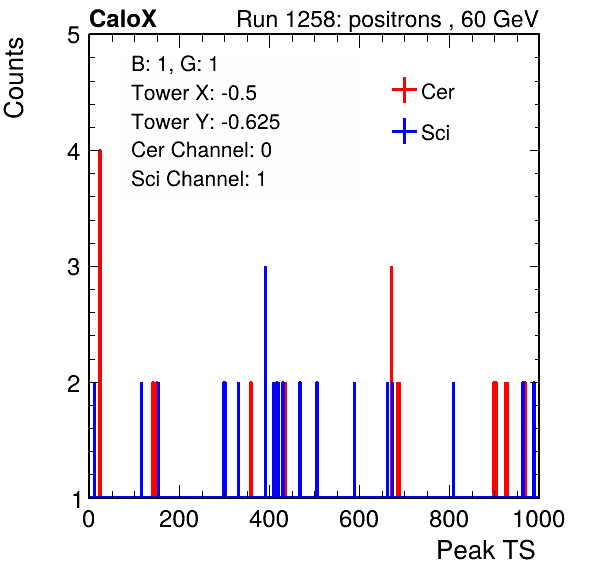 CaloX Run 1258: positrons , 60 GeV
Counts
5
4
3
2
1
B: 1, G: 1
Tower X: -0.5
Tower Y: -0.625
Cer Channel: 0
Sci Channel: 1
Cer
Sci
0 200 400 600 800 1000
Peak TS